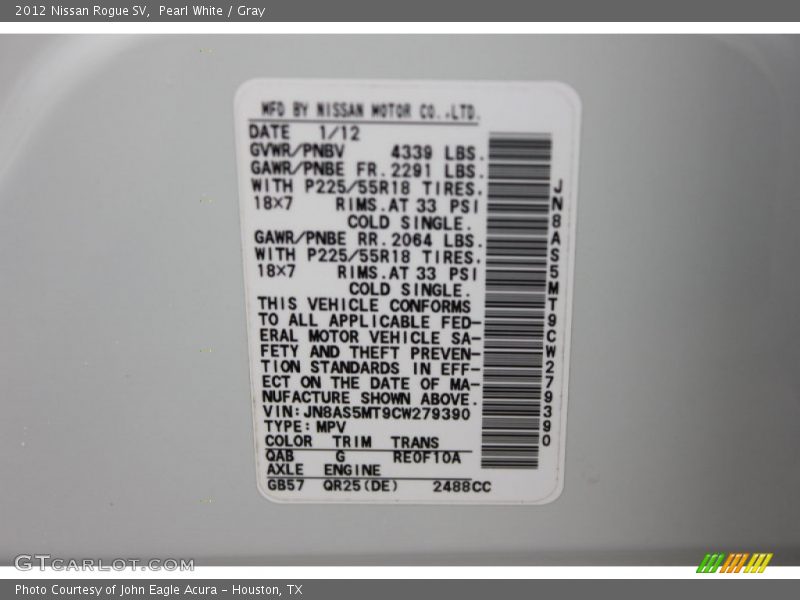 2012 Nissan Rogue SV, Pearl White / Gray
MFD BY NISSAN MOTOR CO.,LTD.
DATE 1/12
GVWR/PNBV 4339 LBS.
GAWR/PNBE FR.2291 LBS.
WITH P225/55R18 TIRES.
18×7 RIMS.AT 33 PSI
COLD SINGLE.
GAWR/PNBE RR.2064 LBS.
WITH P225/55R18 TIRES.
18×7 RIMS.AT 33 PSI
COLD SINGLE.
THIS VEHICLE CONFORMS
TO ALL APPLICABLE FED-
ERAL MOTOR VEHICLE SA-
FETY AND THEFT PREVEN-
TION STANDARDS IN EFF-
ECT ON THE DATE OF MA-
NUFACTURE SHOWN ABOVE.
VIN:JN8AS5MT9CW279390
TYPE:MPV
COLOR TRIM TRANS
QAB G RE0F10A
AXLE ENGINE
GB57 QR25(DE) 2488CC
JN8AS5MT9CW279390
GTCARLOT.COM
Photo Courtesy of John Eagle Acura - Houston, TX